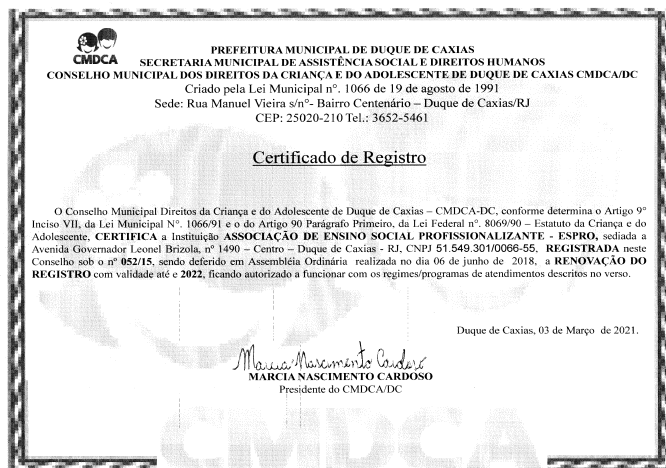 CMDCA
PREFEITURA MUNICIPAL DE DUQUE DE CAXIAS
SECRETARIA MUNICIPAL DE ASSISTÊNCIA SOCIAL E DIREITOS HUMANOS
CONSELHO MUNICIPAL DOS DIREITOS DA CRIANÇA E DO ADOLESCENTE DE DUQUE DE CAXIAS CMDCA/DC
Criado pela Lei Municipal n°. 1066 de 19 de agosto de 1991
Sede: Rua Manuel Vieira s/n°- Bairro Centenário – Duque de Caxias/RJ
CEP: 25020-210 Tel.: 3652-5461
Certificado de Registro
O Conselho Municipal Direitos da Criança e do Adolescente de Duque de Caxias – CMDCA-DC, conforme determina o Artigo 9°
Inciso VII, da Lei Municipal N°. 1066/91 e o do Artigo 90 Parágrafo Primeiro, da Lei Federal n°. 8069/90 – Estatuto da Criança e do
Adolescente, CERTIFICA a Instituição ASSOCIAÇÃO DE ENSINO SOCIAL PROFISSIONALIZANTE - ESPRO, sediada a
Avenida Governador Leonel Brizola, nº 1490 – Centro – Duque de Caxias - RJ, CNPJ 51.549.301/0066-55, REGISTRADA neste
Conselho sob o nº 052/15, sendo deferido em Assembléia Ordinária realizada no dia 06 de junho de 2018, a RENOVAÇÃO DO
REGISTRO com validade até e 2022, ficando autorizado a funcionar com os regimes/programas de atendimentos descritos no verso.
Duque de Caxias, 03 de Março de 2021.
Marcia Nascimento Cardoso
MARCIA NASCIMENTO CARDOSO
Presidente do CMDCA/DC
CMDCA